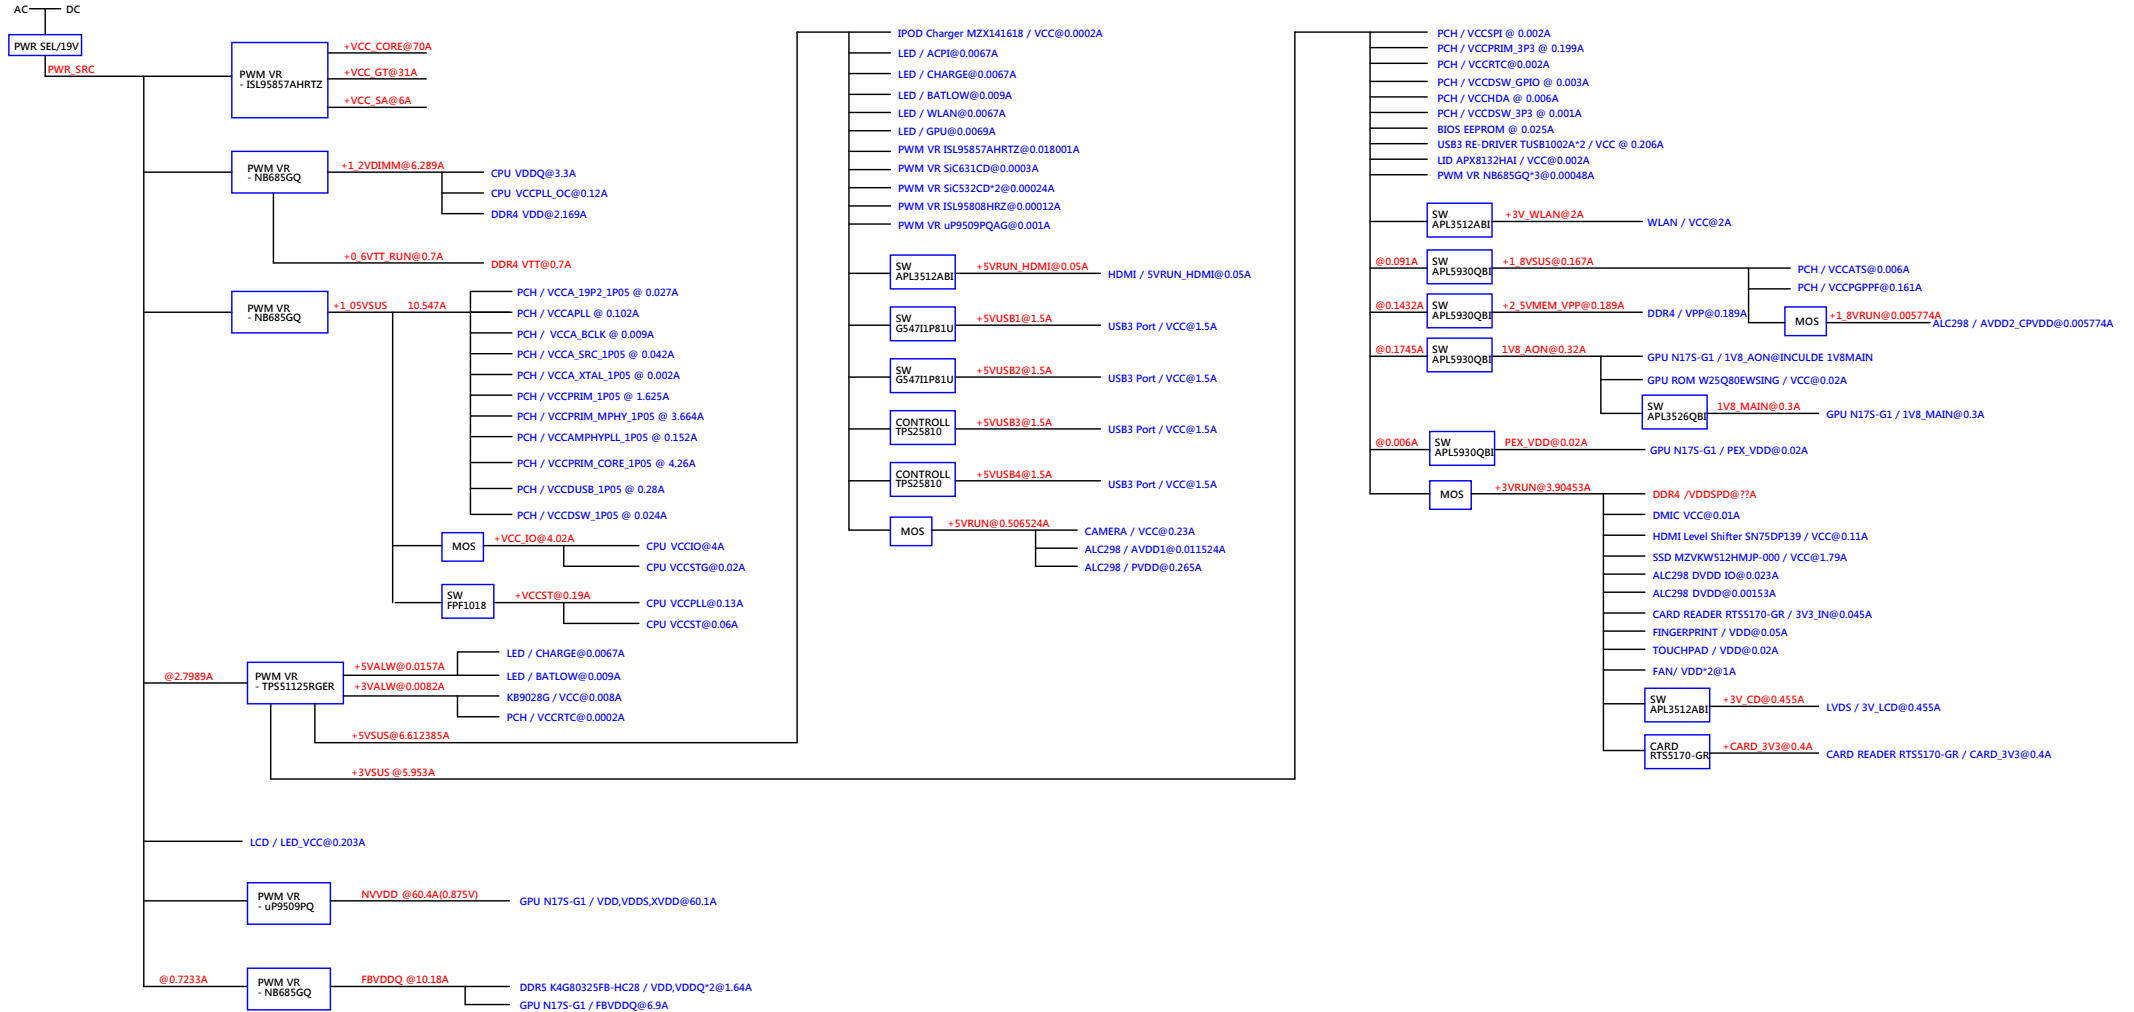 AC
DC
PWR SEL/19V
PWR_SRC
PWM VR
- ISL95857AHRTZ
+VCC_CORE@70A
+VCC_GT@31A
+VCC_SA@6A
PWM VR
- NB685GQ
+1_2VDIMM@6.289A
CPU VDDQ@3.3A
CPU VCCPLL_OC@0.12A
DDR4 VDD@2.169A
+0_6VTT_RUN@0.7A
DDR4 VTT@0.7A
PWM VR
- NB685GQ
+1_05VSUS 10.547A
PCH / VCCA_19P2_1P05 @ 0.027A
PCH / VCCAPLL @ 0.102A
PCH / VCCA_BCLK @ 0.009A
PCH / VCCA_SRC_1P05 @ 0.042A
PCH / VCCA_XTAL_1P05 @ 0.002A
PCH / VCCPRIM_1P05 @ 1.625A
PCH / VCCPRIM_MPHY_1P05 @ 3.664A
PCH / VCCAMPHYPLL_1P05 @ 0.152A
PCH / VCCPRIM_CORE_1P05 @ 4.26A
PCH / VCCDUSB_1P05 @ 0.28A
PCH / VCCDSW_1P05 @ 0.024A
MOS
+VCC_IO@4.02A
CPU VCCIO@4A
CPU VCCSTG@0.02A
SW
FPF1018
+VCCST@0.19A
CPU VCCPLL@0.13A
CPU VCCST@0.06A
@2.7989A
PWM VR
- TPS51125RGER
+5VALW@0.0157A
LED / CHARGE@0.0067A
LED / BATLOW@0.009A
+3VALW@0.0082A
KB9028G / VCC@0.008A
PCH / VCCRTC@0.0002A
+5VSUS@6.612385A
+3VSUS @5.953A
LCD / LED_VCC@0.203A
PWM VR
- uP9509PQ
NVVDD @60.4A(0.875V)
GPU N17S-G1 / VDD,VDDS,XVDD@60.1A
@0.7233A
PWM VR
- NB685GQ
FBVDDQ @10.18A
DDR5 K4G80325FB-HC28 / VDD,VDDQ*2@1.64A
GPU N17S-G1 / FBVDDQ@6.9A
IPOD Charger MZX141618 / VCC@0.0002A
LED / ACPI@0.0067A
LED / CHARGE@0.0067A
LED / BATLOW@0.009A
LED / WLAN@0.0067A
LED / GPU@0.0069A
PWM VR ISL95857AHRTZ@0.018001A
PWM VR SiC631CD@0.0003A
PWM VR SiC532CD*2@0.00024A
PWM VR ISL95808HRZ@0.00012A
PWM VR uP9509PQAG@0.001A
SW
APL3512ABI
+5VRUN_HDMI@0.05A
HDMI / 5VRUN_HDMI@0.05A
SW
G547I1P81U
+5VUSB1@1.5A
USB3 Port / VCC@1.5A
SW
G547I1P81U
+5VUSB2@1.5A
USB3 Port / VCC@1.5A
CONTROLL
TPS25810
+5VUSB3@1.5A
USB3 Port / VCC@1.5A
CONTROLL
TPS25810
+5VUSB4@1.5A
USB3 Port / VCC@1.5A
MOS
+5VRUN@0.506524A
CAMERA / VCC@0.23A
ALC298 / AVDD1@0.011524A
ALC298 / PVDD@0.265A
PCH / VCCSPI @ 0.002A
PCH / VCCPRIM_3P3 @ 0.199A
PCH / VCCRTC@0.002A
PCH / VCCDSW_GPIO @ 0.003A
PCH / VCCHDA @ 0.006A
PCH / VCCDSW_3P3 @ 0.001A
BIOS EEPROM @ 0.025A
USB3 RE-DRIVER TUSB1002A*2 / VCC @ 0.206A
LID APX8132HAI / VCC@0.002A
PWM VR NB685GQ*3@0.00048A
SW
APL3512ABI
+3V_WLAN@2A
WLAN / VCC@2A
@0.091A
SW
APL5930QBI
+1_8VSUS@0.167A
PCH / VCCATS@0.006A
PCH / VCCPGPPF@0.161A
MOS
+1_8VRUN@0.005774A
ALC298 / AVDD2_CPVDD@0.005774A
@0.1432A
SW
APL5930QBI
+2_5VMEM_VPP@0.189A
DDR4 / VPP@0.189A
@0.1745A
SW
APL5930QBI
1V8_AON@0.32A
GPU N17S-G1 / 1V8_AON@INCULDE 1V8MAIN
GPU ROM W25Q80EWSING / VCC@0.02A
SW
APL3526QBI
1V8_MAIN@0.3A
GPU N17S-G1 / 1V8_MAIN@0.3A
@0.006A
SW
APL5930QBI
PEX_VDD@0.02A
GPU N17S-G1 / PEX_VDD@0.02A
MOS
+3VRUN@3.90453A
DDR4 /VDDSPD@??A
DMIC VCC@0.01A
HDMI Level Shifter SN75DP139 / VCC@0.11A
SSD MZVKW512HMJP-000 / VCC@1.79A
ALC298 DVDD IO@0.023A
ALC298 DVDD@0.00153A
CARD READER RTS5170-GR / 3V3_IN@0.045A
FINGERPRINT / VDD@0.05A
TOUCHPAD / VDD@0.02A
FAN/ VDD*2@1A
SW
APL3512ABI
+3V_CD@0.455A
LVDS / 3V_LCD@0.455A
CARD
RTS5170-GR
+CARD_3V3@0.4A
CARD READER RTS5170-GR / CARD_3V3@0.4A